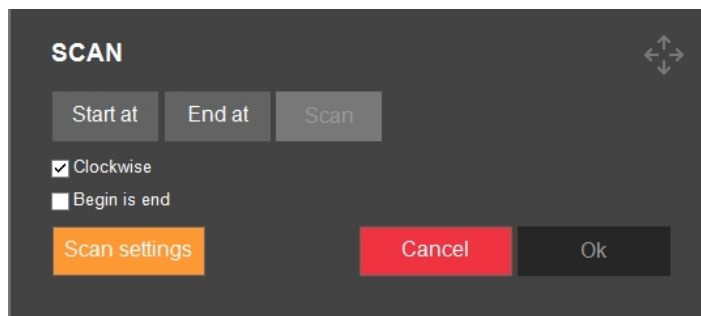 SCAN
Start at End at Scan
Clockwise
Begin is end
Scan settings Cancel Ok